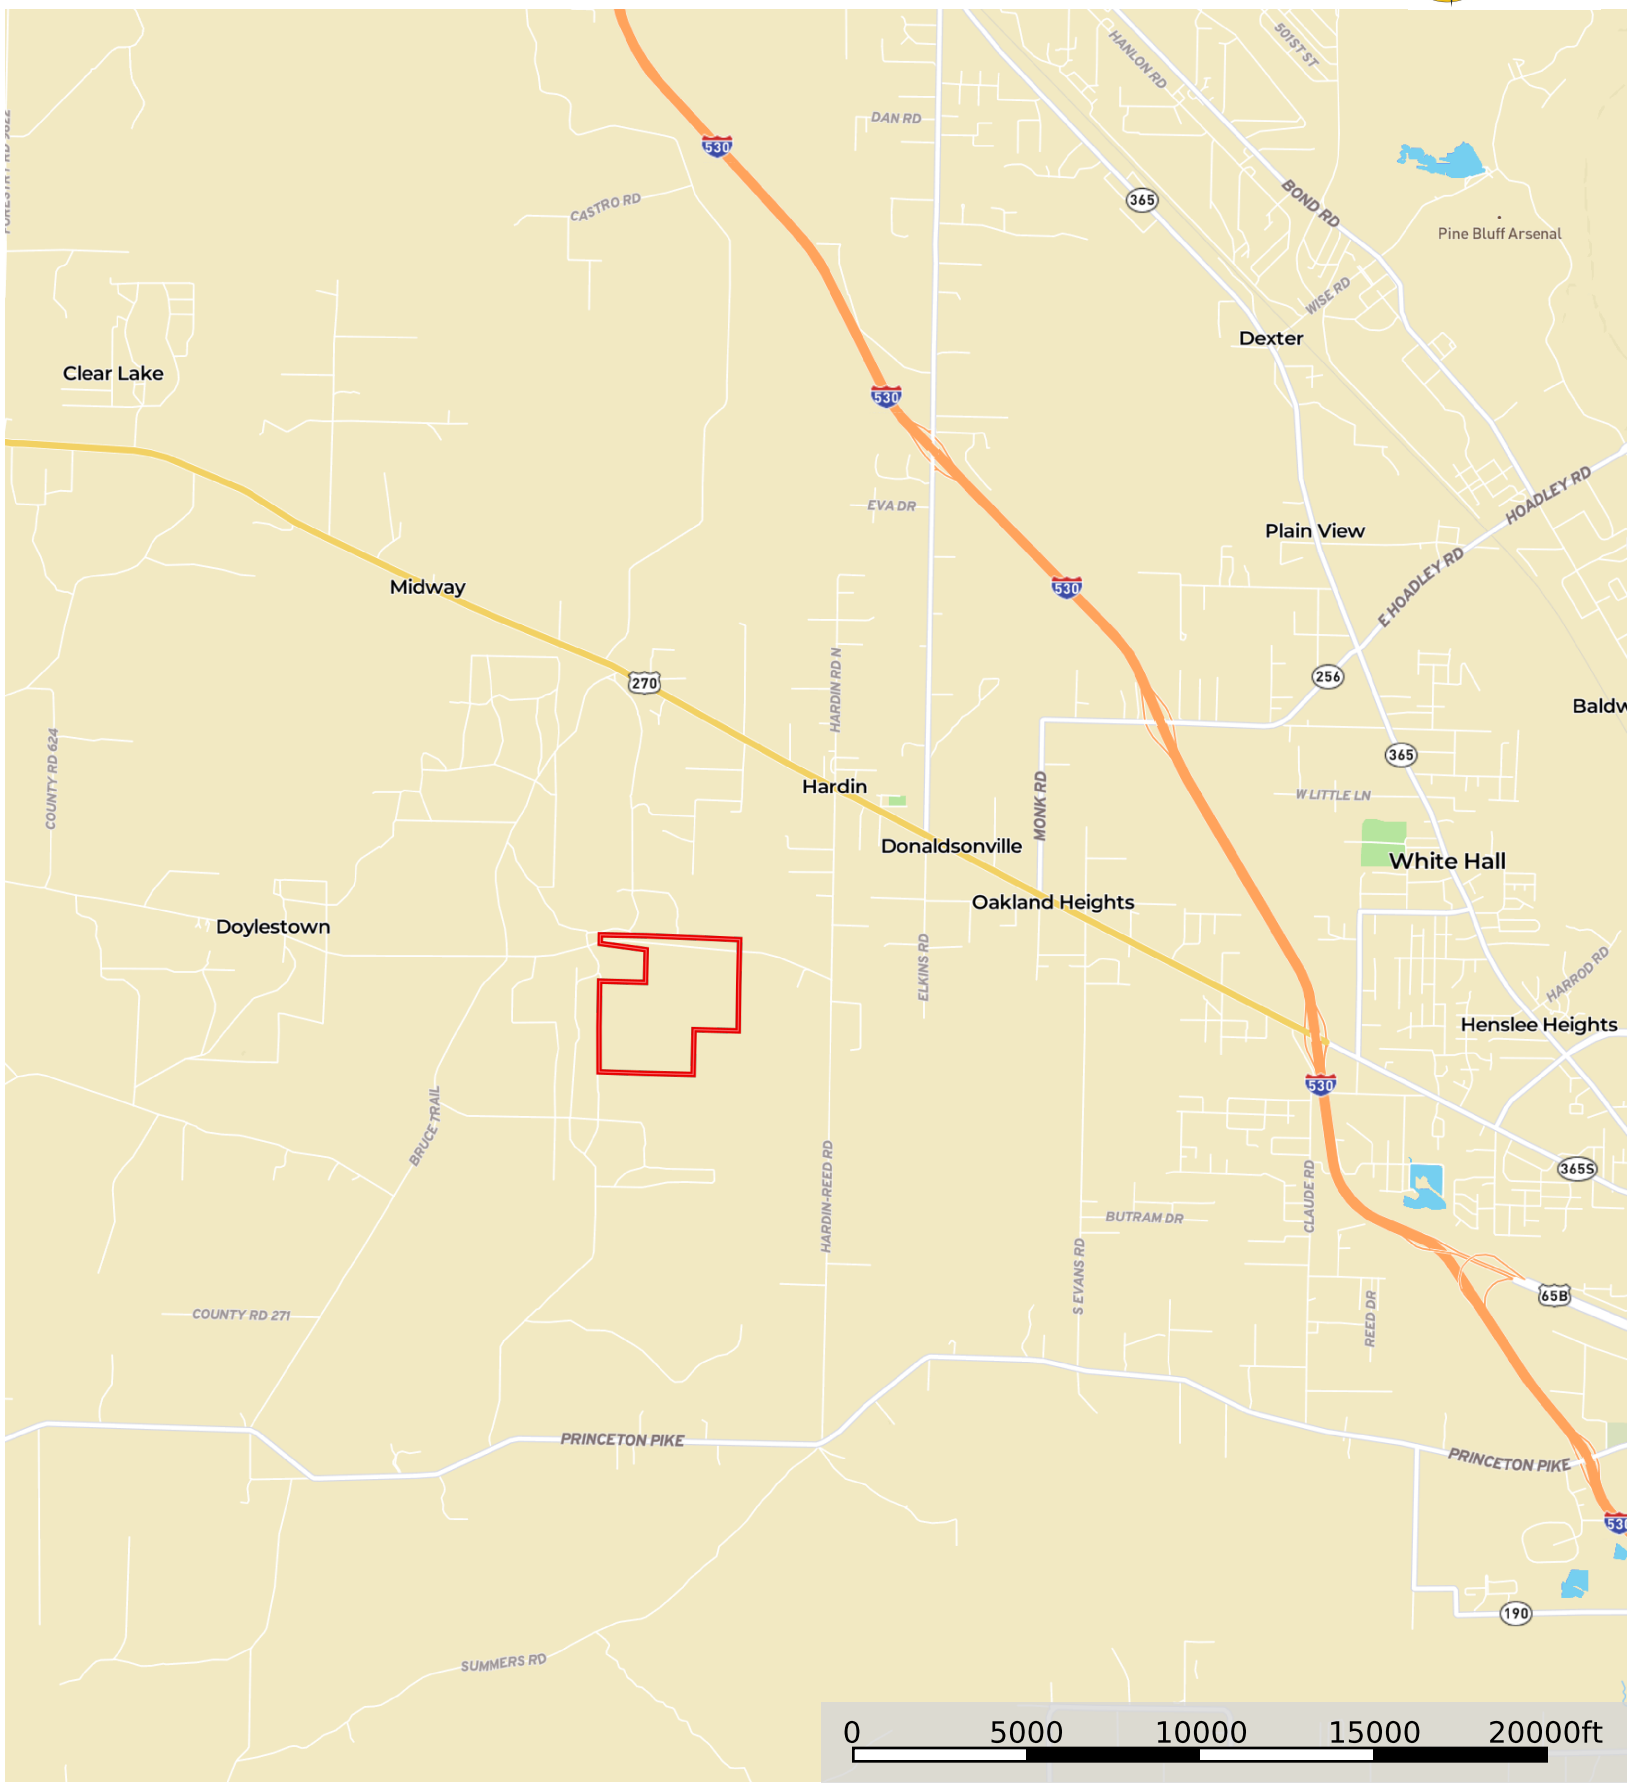 HANLON RD
501ST ST
FORESTRY RD 9822
DAN RD
530
365
CASTRO RD
BOND RD
Pine Bluff Arsenal
WISE RD
Dexter
Clear Lake
530
HOADLEY RD
EVA DR
Plain View
E HOADLEY RD
Midway
530
270
HARDIN RD N
256
Baldw
COUNTY RD 624
365
Hardin
MONK RD
W LITTLE LN
Donaldsonville
White Hall
Oakland Heights
Doylestown
ELKINS RD
HARROD RD
Henslee Heights
530
BRUCE TRAIL
HARDIN-REED RD
365S
CLAUDE RD
BUTRAM DR
S EVANS RD
65B
COUNTY RD 271
REED DR
PRINCETON PIKE
PRINCETON PIKE
530
190
SUMMERS RD
0 5000 10000 15000 20000ft